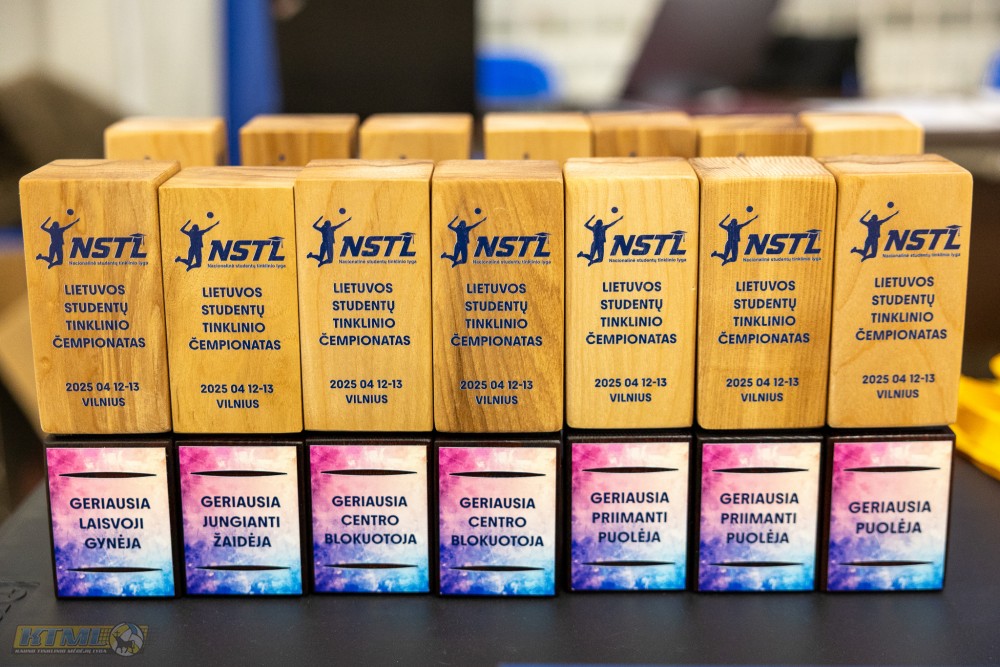 NSTL
Nacionalinė studentų tinklinio lyga
LIETUVOS
STUDENTŲ
TINKLINIO
ČEMPIONATAS
2025 04 12-13
VILNIUS
GERIAUSIA
LAISVOJI
GYNĖJA
NSTL
Nacionalinė studentų tinklinio lyga
LIETUVOS
STUDENTŲ
TINKLINIO
ČEMPIONATAS
2025 04 12-13
VILNIUS
GERIAUSIA
JUNGIANTI
ŽAIDĖJA
NSTL
Nacionalinė studentų tinklinio lyga
LIETUVOS
STUDENTŲ
TINKLINIO
ČEMPIONATAS
2025 04 12-13
VILNIUS
GERIAUSIA
CENTRO
BLOKUOTOJA
NSTL
Nacionalinė studentų tinklinio lyga
LIETUVOS
STUDENTŲ
TINKLINIO
ČEMPIONATAS
2025 04 12-13
VILNIUS
GERIAUSIA
CENTRO
BLOKUOTOJA
NSTL
Nacionalinė studentų tinklinio lyga
LIETUVOS
STUDENTŲ
TINKLINIO
ČEMPIONATAS
2025 04 12-13
VILNIUS
GERIAUSIA
PRIIMANTI
PUOLĖJA
NSTL
Nacionalinė studentų tinklinio lyga
LIETUVOS
STUDENTŲ
TINKLINIO
ČEMPIONATAS
2025 04 12-13
VILNIUS
GERIAUSIA
PRIIMANTI
PUOLĖJA
NSTL
Nacionalinė studentų tinklinio lyga
LIETUVOS
STUDENTŲ
TINKLINIO
ČEMPIONATAS
2025 04 12-13
VILNIUS
GERIAUSIA
PUOLĖJA
KTML
KAUNO TINKLINIO MĖGĖJŲ LYGA